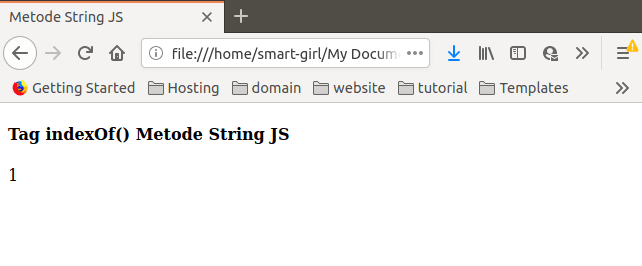 Metode String JS
file:///home/smart-girl/My Docum
Getting Started Hosting domain website tutorial Templates
Tag indexOf() Metode String JS
1